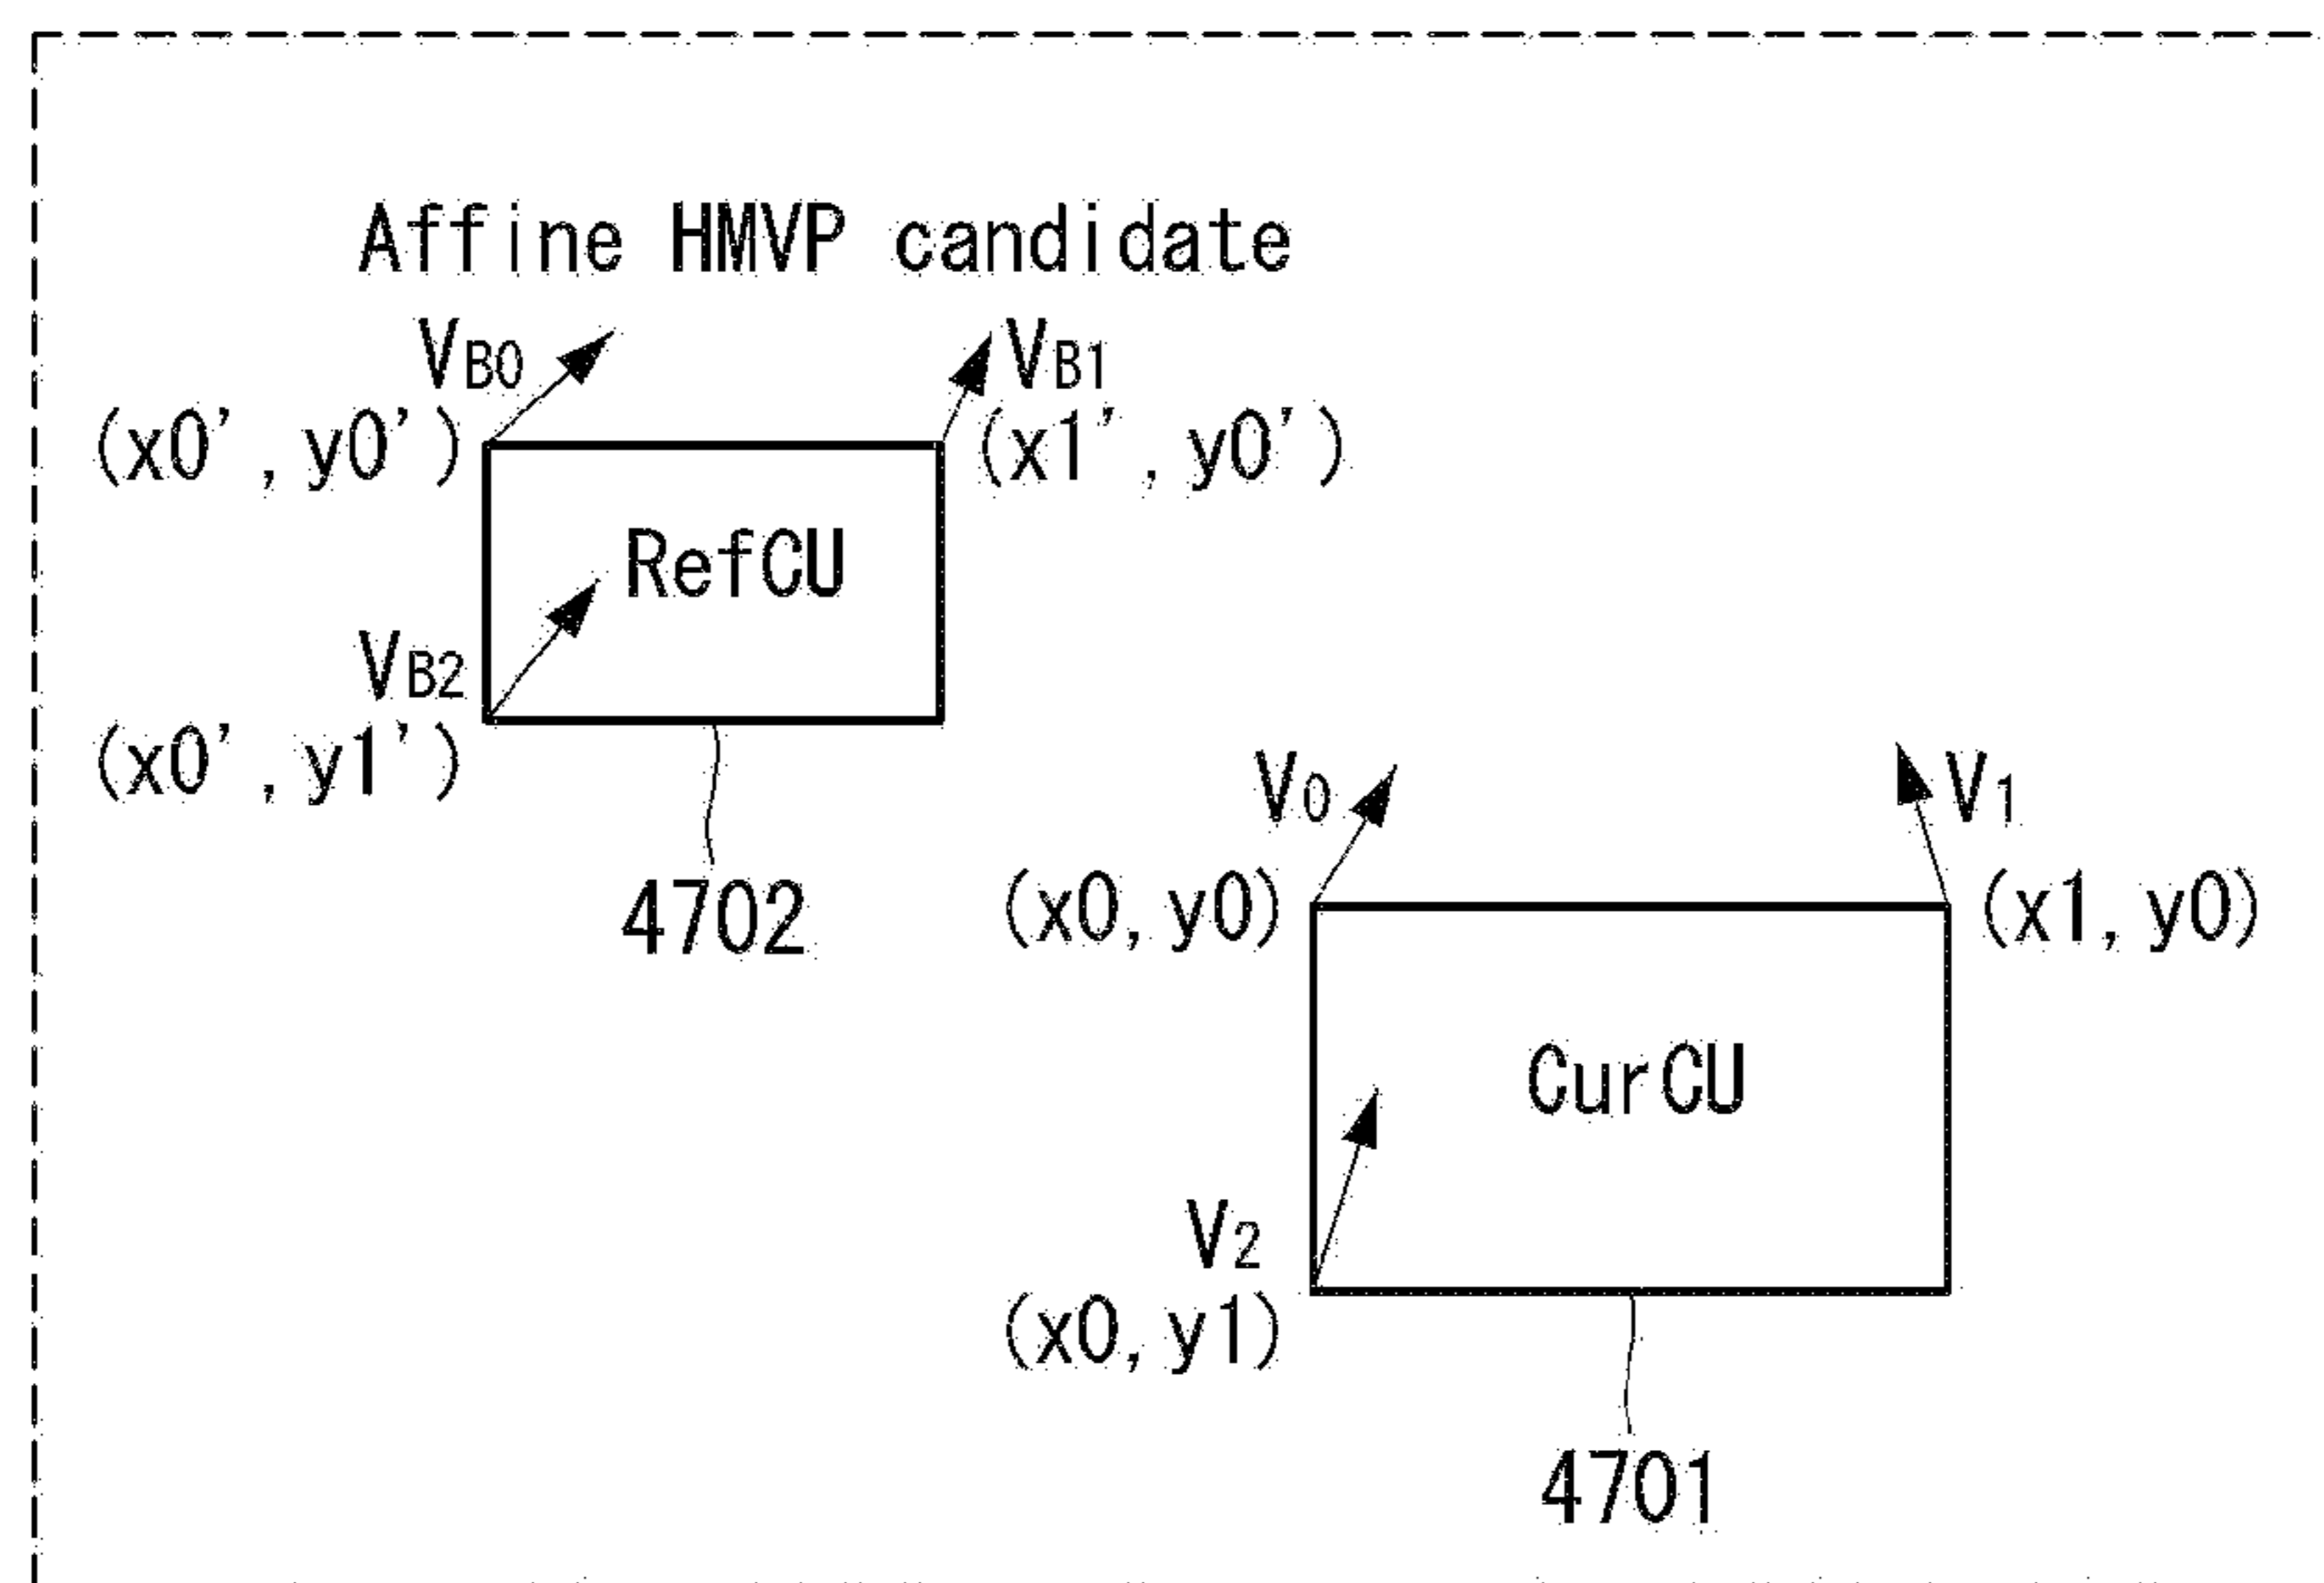 Affine HMVP candidate
VB0
VB1
(x0', y0')
(x1', y0')
RefCU
VB2
(x0', y1')
4702
V0
V1
(x0, y0)
(x1, y0)
CurCU
V2
(x0, y1)
4701